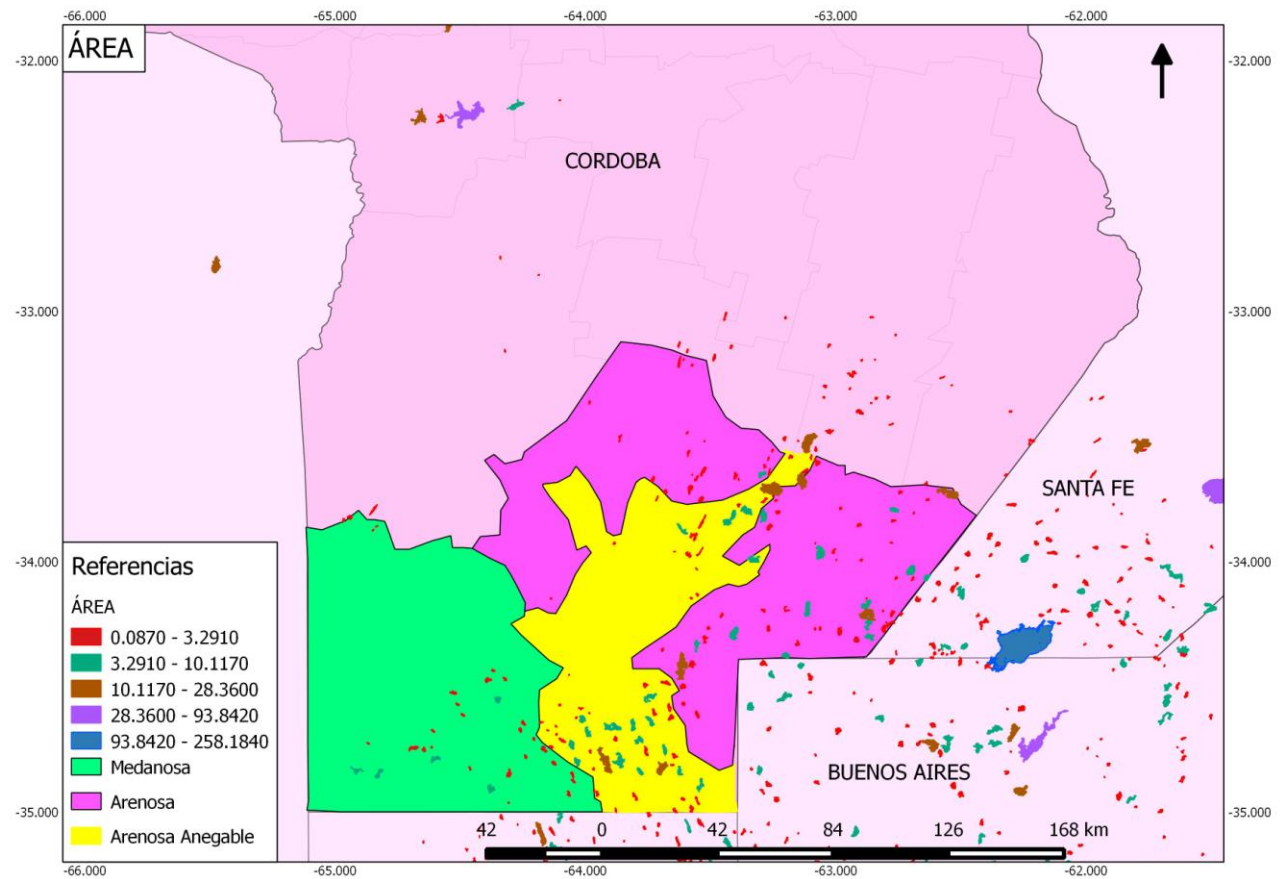 -66.000 -65.000 -64.000 -63.000 -62.000
ÁREA
-32.000 -32.000
CORDOBA
-33.000 -33.000
SANTA FE
-34.000 -34.000
Referencias
ÁREA
0.0870 - 3.2910
3.2910 - 10.1170
10.1170 - 28.3600
28.3600 - 93.8420
93.8420 - 258.1840
Medanosa
Arenosa
Arenosa Anegable
BUENOS AIRES
-35.000 -35.000
42 0 42 84 126 168 km
-66.000 -65.000 -64.000 -63.000 -62.000